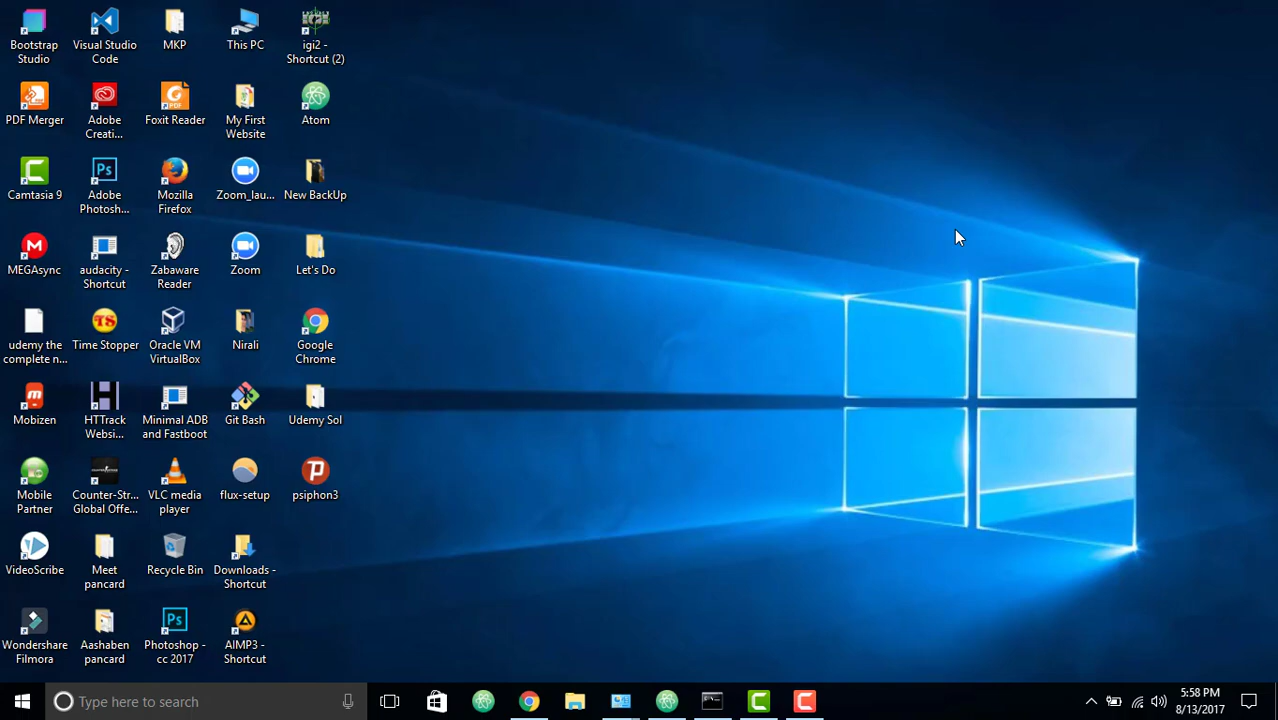 Bootstrap
Studio
Visual Studio
Code
MKP
This PC
igi2 -
Shortcut (2)
PDF Merger
Adobe
Creati...
Foxit Reader
My First
Website
Atom
Camtasia 9
Adobe
Photosh...
Mozilla
Firefox
Zoom_lau...
New BackUp
MEGAsync
audacity -
Shortcut
Zabaware
Reader
Zoom
Let's Do
udemy the
complete n...
Time Stopper
Oracle VM
VirtualBox
Nirali
Google
Chrome
Mobizen
HTTrack
Websi...
Minimal ADB
and Fastboot
Git Bash
Udemy Sol
Mobile
Partner
Counter-Str...
Global Offe...
VLC media
player
flux-setup
psiphon3
VideoScribe
Meet
pancard
Recycle Bin
Downloads -
Shortcut
Wondershare
Filmora
Aashaben
pancard
Photoshop -
cc 2017
AIMP3 -
Shortcut
Type here to search
5:58 PM
8/13/2017